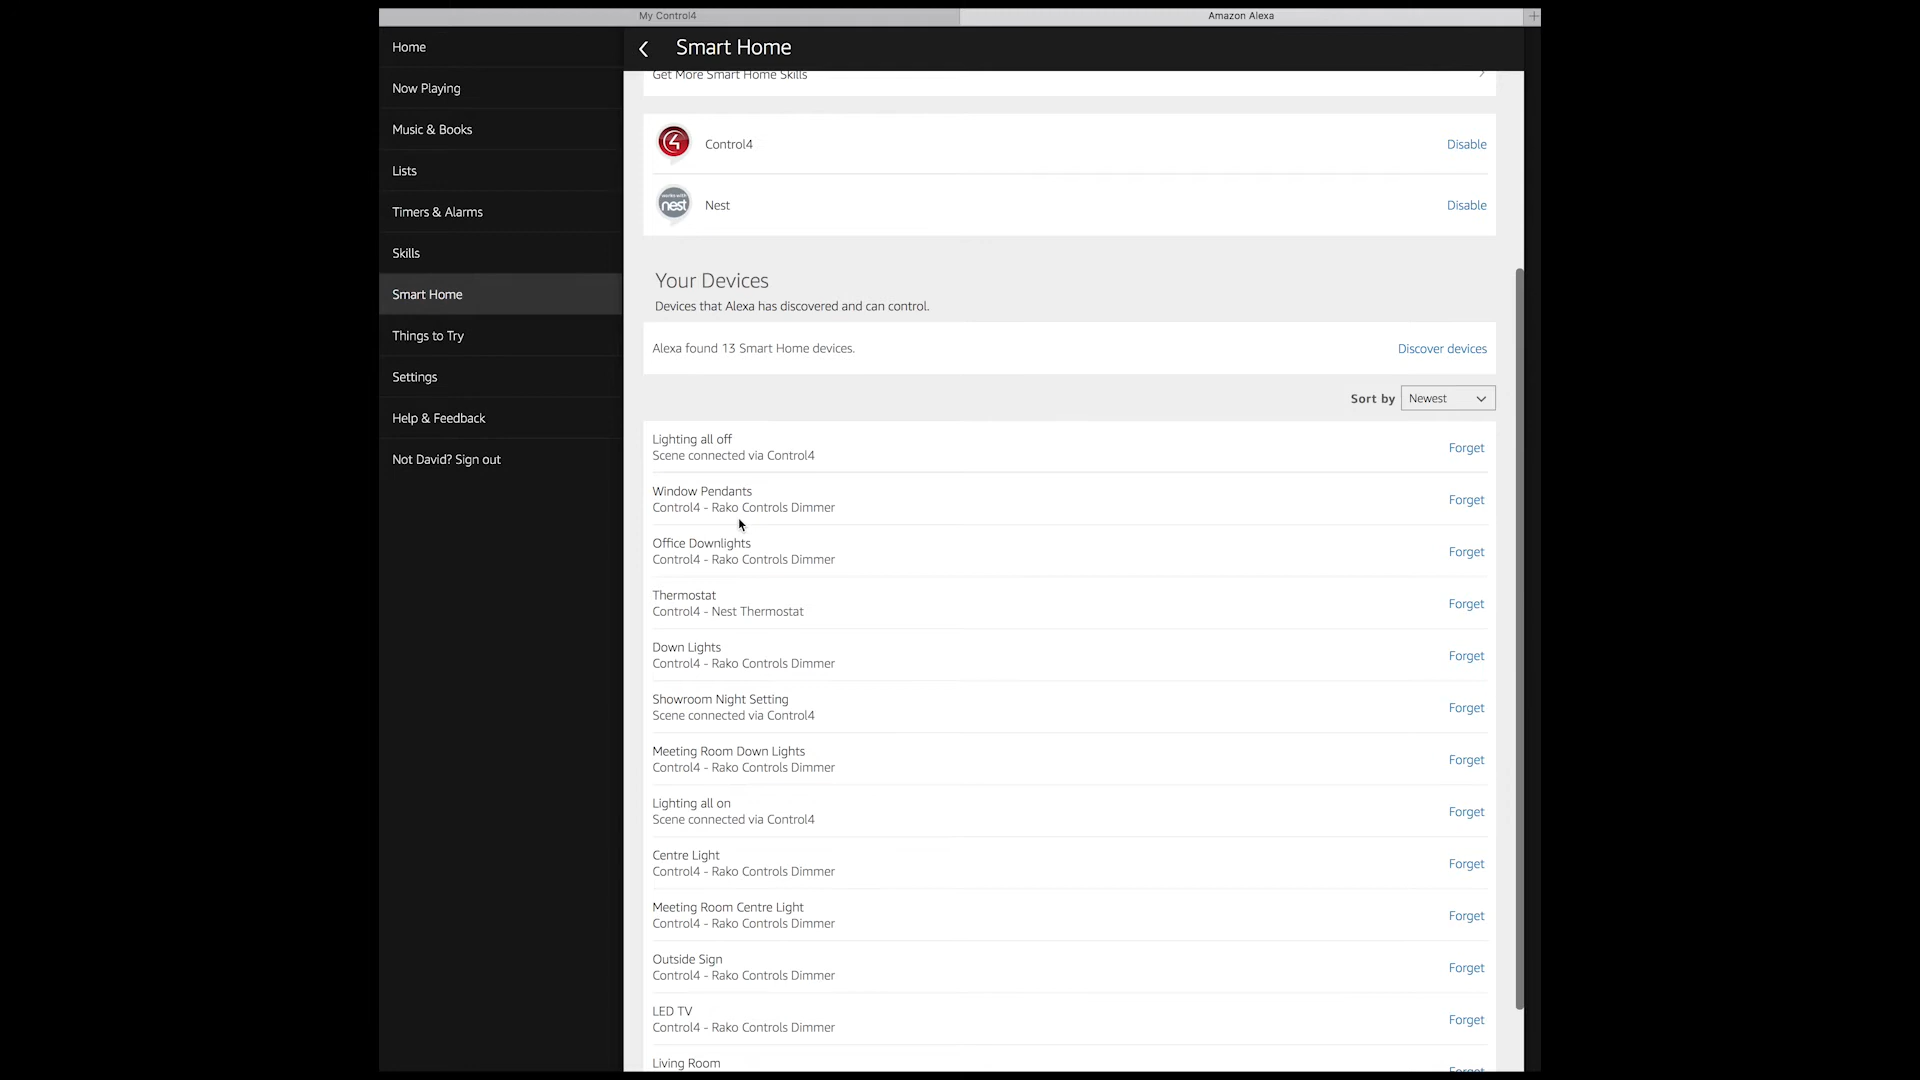 My Control4
Amazon Alexa
Home
Now Playing
Music & Books
Lists
Timers & Alarms
Skills
Smart Home
Things to Try
Settings
Help & Feedback
Not David? Sign out
Smart Home
Get More Smart Home Skills
Control4
Disable
works with
nest
Nest
Disable
Your Devices
Devices that Alexa has discovered and can control.
Alexa found 13 Smart Home devices.
Discover devices
Sort by
Newest
Lighting all off
Scene connected via Control4
Forget
Window Pendants
Control4 - Rako Controls Dimmer
Forget
Office Downlights
Control4 - Rako Controls Dimmer
Forget
Thermostat
Control4 - Nest Thermostat
Forget
Down Lights
Control4 - Rako Controls Dimmer
Forget
Showroom Night Setting
Scene connected via Control4
Forget
Meeting Room Down Lights
Control4 - Rako Controls Dimmer
Forget
Lighting all on
Scene connected via Control4
Forget
Centre Light
Control4 - Rako Controls Dimmer
Forget
Meeting Room Centre Light
Control4 - Rako Controls Dimmer
Forget
Outside Sign
Control4 - Rako Controls Dimmer
Forget
LED TV
Control4 - Rako Controls Dimmer
Forget
Living Room
Forget